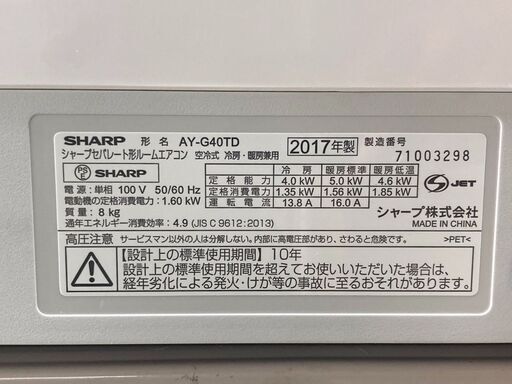 SHARP 形名 AY-G40TD 2017年製 製造番号
シャープセパレート形ルームエアコン 空冷式 冷房・暖房兼用 71003298
PS E SHARP
冷房 暖房標準 暖房低温
定格能力 4.0 kW 5.0 kW 4.6 kW
電源:単相 100 V 50/60 Hz 定格消費電力 1.35 kW 1.56 kW 1.85 kW
電動機の定格消費電力:1.60 kW 運転電流 13.8 A 16.0 A
JET
質量:8 kg
通年エネルギー消費効率:4.9 (JIS C 9612:2013)
シャープ株式会社
MADE IN CHINA
高圧注意 サービスマン以外の人は分解しない。内部に高電圧部があり、さわると危険です。 >PET<
【設計上の標準使用期間】10年
設計上の標準使用期間を超えてお使いいただいた場合は、
経年劣化による発火・けが等の事故に至るおそれがあります。